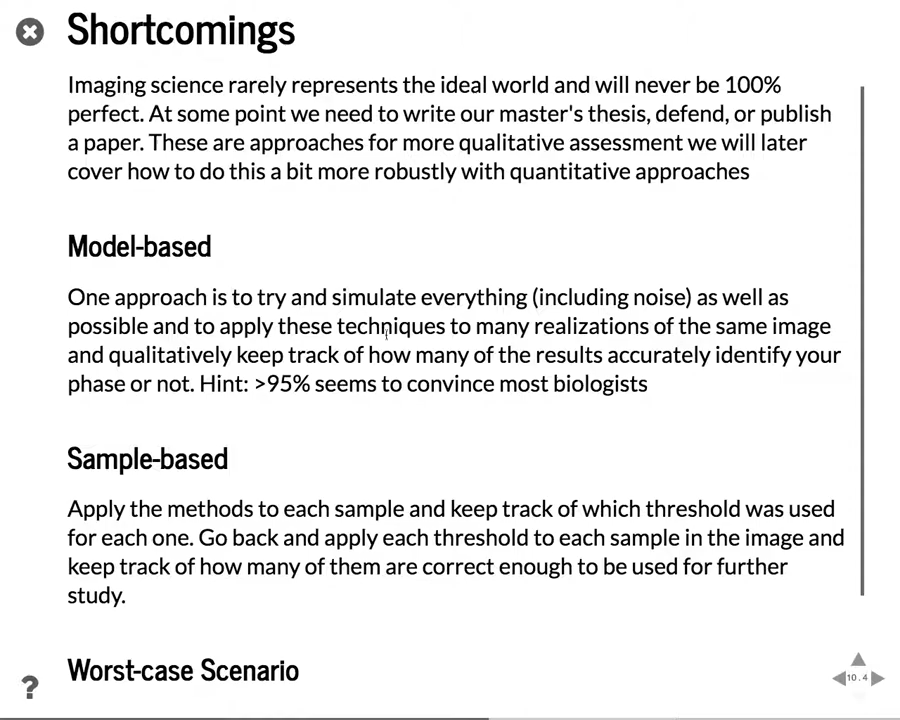 Shortcomings
Imaging science rarely represents the ideal world and will never be 100%
perfect. At some point we need to write our master's thesis, defend, or publish
a paper. These are approaches for more qualitative assessment we will later
cover how to do this a bit more robustly with quantitative approaches
Model-based
One approach is to try and simulate everything (including noise) as well as
possible and to apply these techniques to many realizations of the same image
and qualitatively keep track of how many of the results accurately identify your
phase or not. Hint: >95% seems to convince most biologists
Sample-based
Apply the methods to each sample and keep track of which threshold was used
for each one. Go back and apply each threshold to each sample in the image and
keep track of how many of them are correct enough to be used for further
study.
Worst-case Scenario
?
10.4